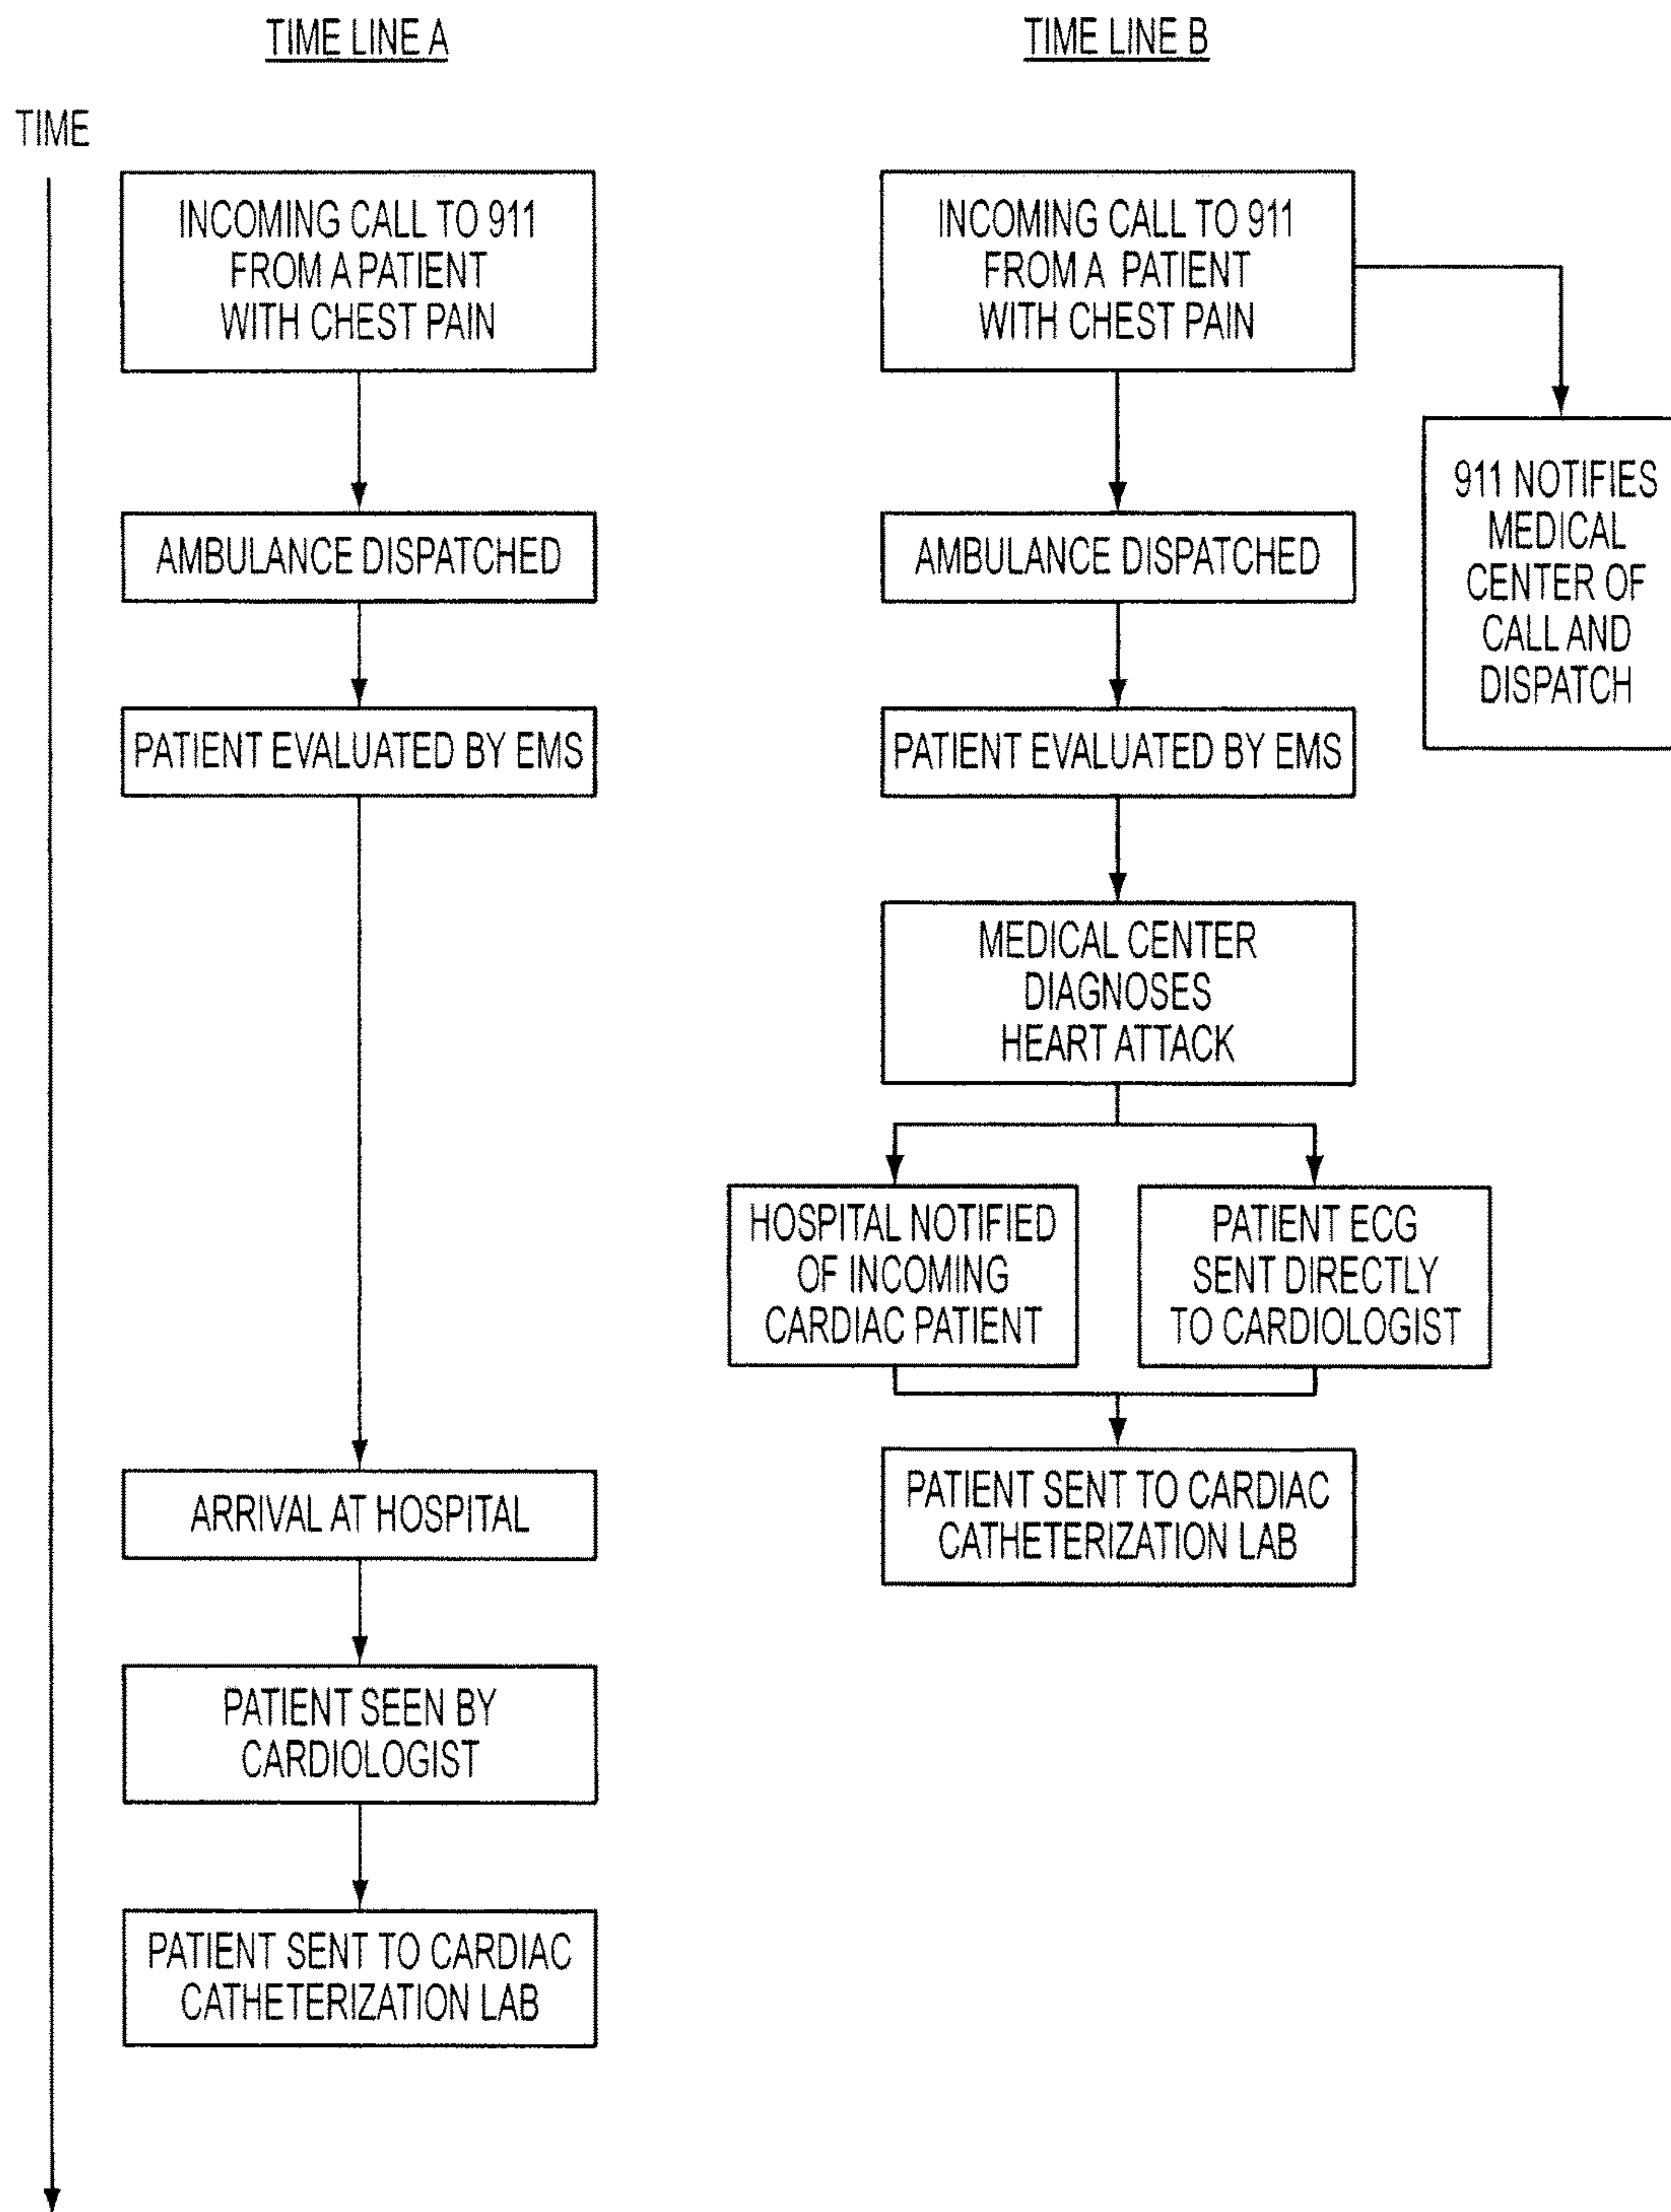 TIME LINE A
TIME LINE B
TIME
INCOMING CALL TO 911
FROM A PATIENT
WITH CHEST PAIN
AMBULANCE DISPATCHED
PATIENT EVALUATED BY EMS
ARRIVAL AT HOSPITAL
PATIENT SEEN BY
CARDIOLOGIST
PATIENT SENT TO CARDIAC
CATHETERIZATION LAB
INCOMING CALL TO 911
FROM A PATIENT
WITH CHEST PAIN
911 NOTIFIES
MEDICAL
CENTER OF
CALL AND
DISPATCH
AMBULANCE DISPATCHED
PATIENT EVALUATED BY EMS
MEDICAL CENTER
DIAGNOSES
HEART ATTACK
HOSPITAL NOTIFIED
OF INCOMING
CARDIAC PATIENT
PATIENT ECG
SENT DIRECTLY
TO CARDIOLOGIST
PATIENT SENT TO CARDIAC
CATHETERIZATION LAB